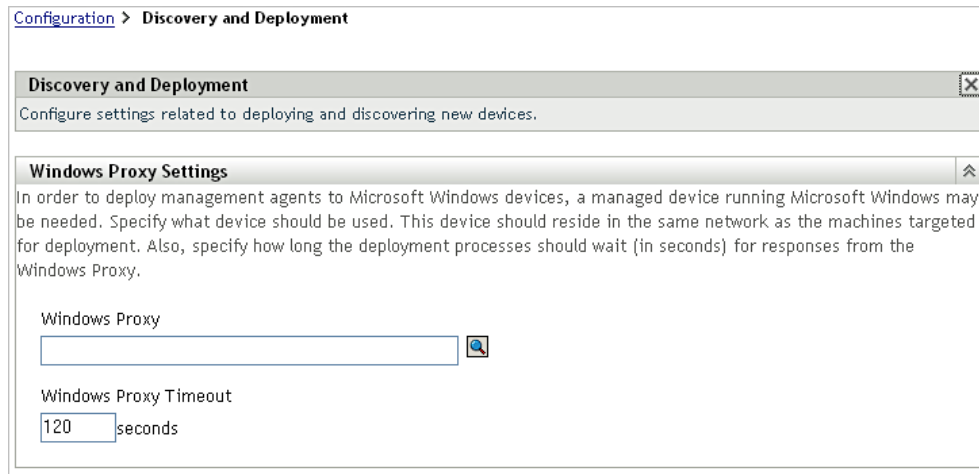 Configuration > Discovery and Deployment
Discovery and Deployment
Configure settings related to deploying and discovering new devices.
Windows Proxy Settings
In order to deploy management agents to Microsoft Windows devices, a managed device running Microsoft Windows may
be needed. Specify what device should be used. This device should reside in the same network as the machines targeted
for deployment. Also, specify how long the deployment processes should wait (in seconds) for responses from the
Windows Proxy.
Windows Proxy
Windows Proxy Timeout
120 seconds